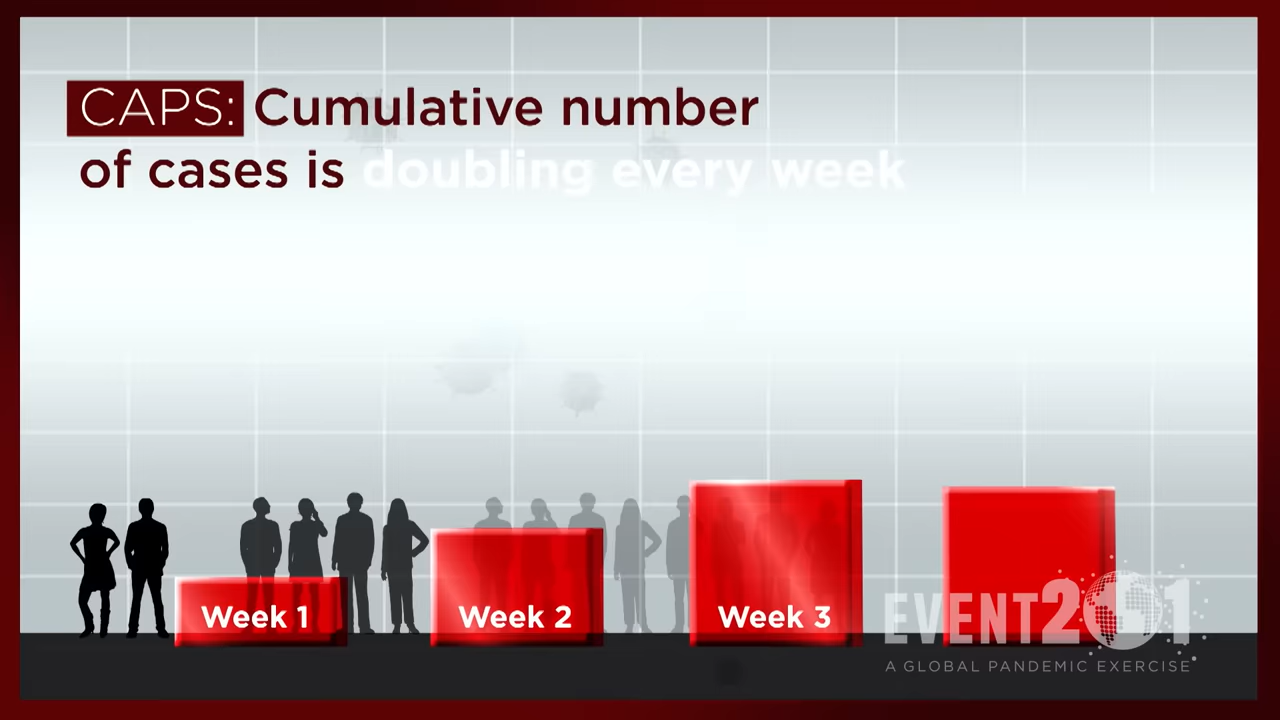 CAPS: Cumulative number
of cases is doubling every week
Week 1
Week 2
Week 3
EVENT201
A GLOBAL PANDEMIC EXERCISE